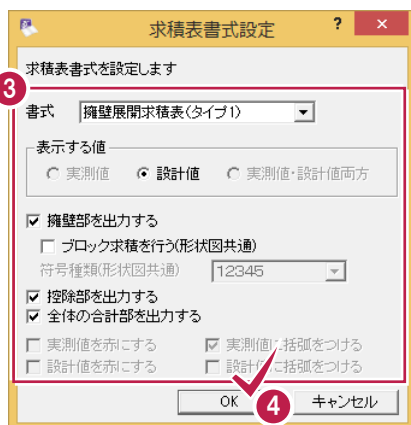 求積表書式設定 ? ×
求積表書式を設定します
3
書式 擁壁展開求積表(タイプ1)
表示する値
実測値 設計値 実測値・設計値両方
擁壁部を出力する
ブロック求積を行う(形状図共通)
符号種類(形状図共通) 12345
控除部を出力する
全体の合計部を出力する
実測値を赤にする 実測値に括弧をつける
設計値を赤にする 設計値に括弧をつける
OK 4 キャンセル